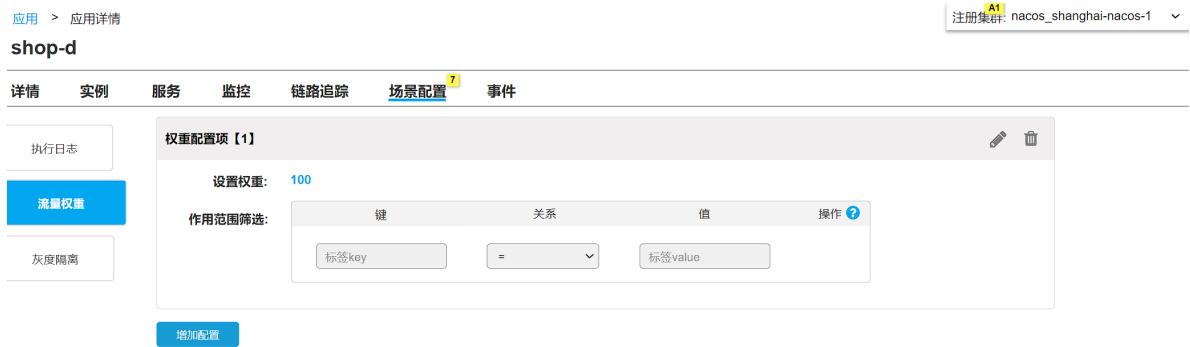 应用 > 应用详情
A1
注册集群: nacos_shanghai-nacos-1
shop-d
详情 实例 服务 监控 链路追踪 场景配置 7 事件
执行日志
流量权重
灰度隔离
权重配置项【1】
设置权重: 100
作用范围筛选:
键 关系 值 操作 ?
标签key = 标签value
增加配置